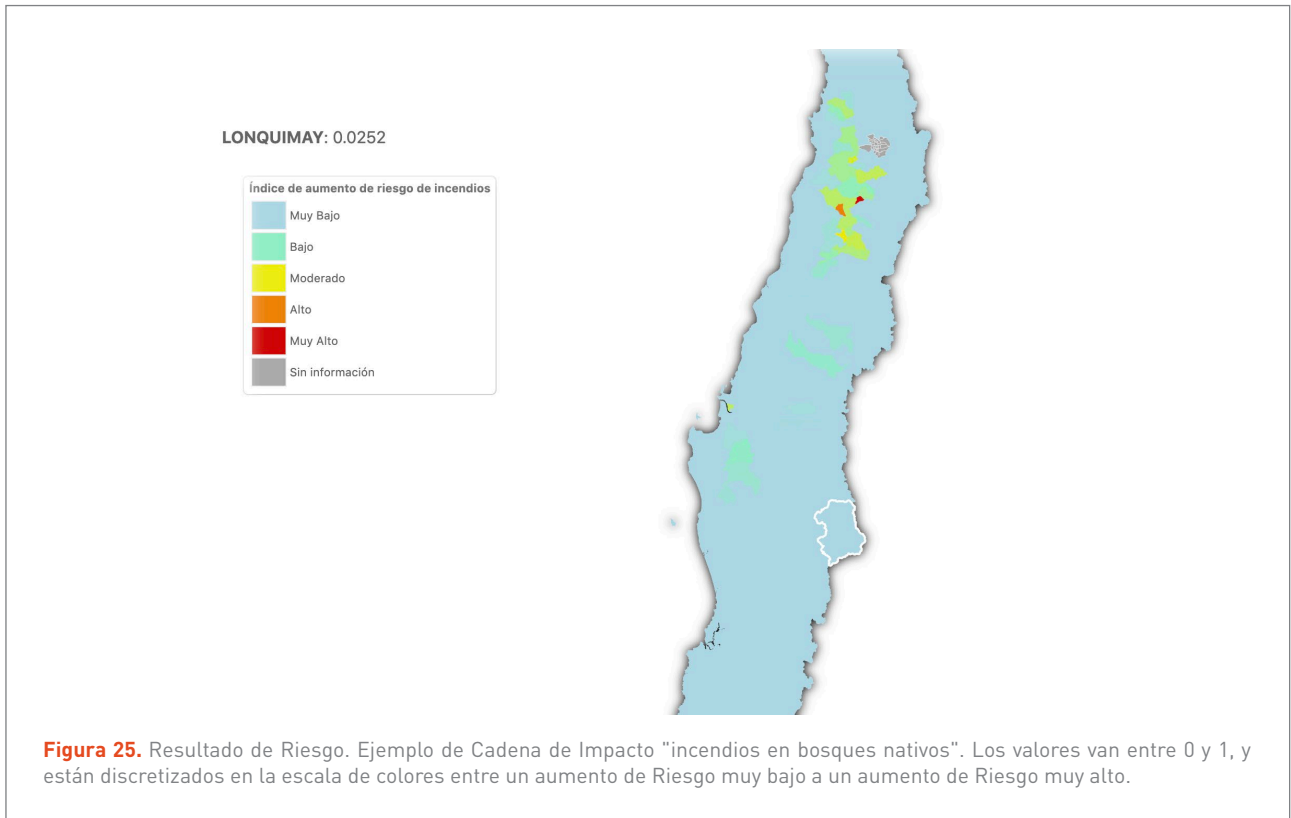 LONQUIMAY: 0.0252
Índice de aumento de riesgo de incendios
Muy Bajo
Bajo
Moderado
Alto
Muy Alto
Sin información
Figura 25. Resultado de Riesgo. Ejemplo de Cadena de Impacto "incendios en bosques nativos". Los valores van entre 0 y 1, y
están discretizados en la escala de colores entre un aumento de Riesgo muy bajo a un aumento de Riesgo muy alto.